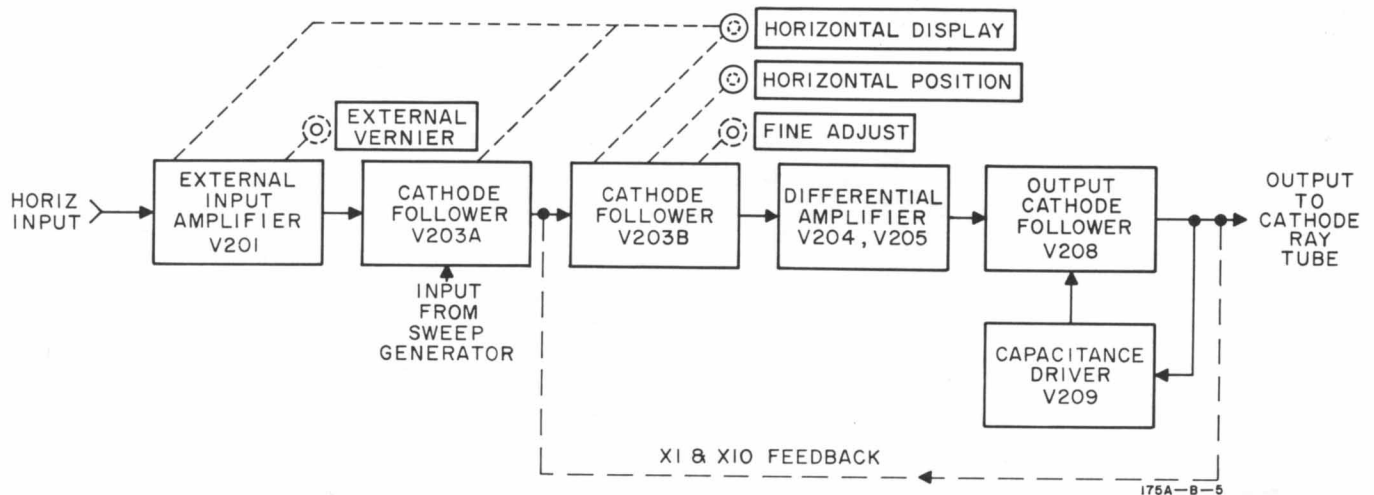 HORIZONTAL DISPLAY
HORIZONTAL POSITION
EXTERNAL
VERNIER
FINE ADJUST
HORIZ
INPUT
EXTERNAL
INPUT
AMPLIFIER
V201
CATHODE
FOLLOWER
V203A
CATHODE
FOLLOWER
V203B
DIFFERENTIAL
AMPLIFIER
V204, V205
OUTPUT
CATHODE
FOLLOWER
V208
OUTPUT
TO
CATHODE
RAY
TUBE
INPUT
FROM
SWEEP
GENERATOR
CAPACITANCE
DRIVER
V209
X1 & X10 FEEDBACK
175A-B-5